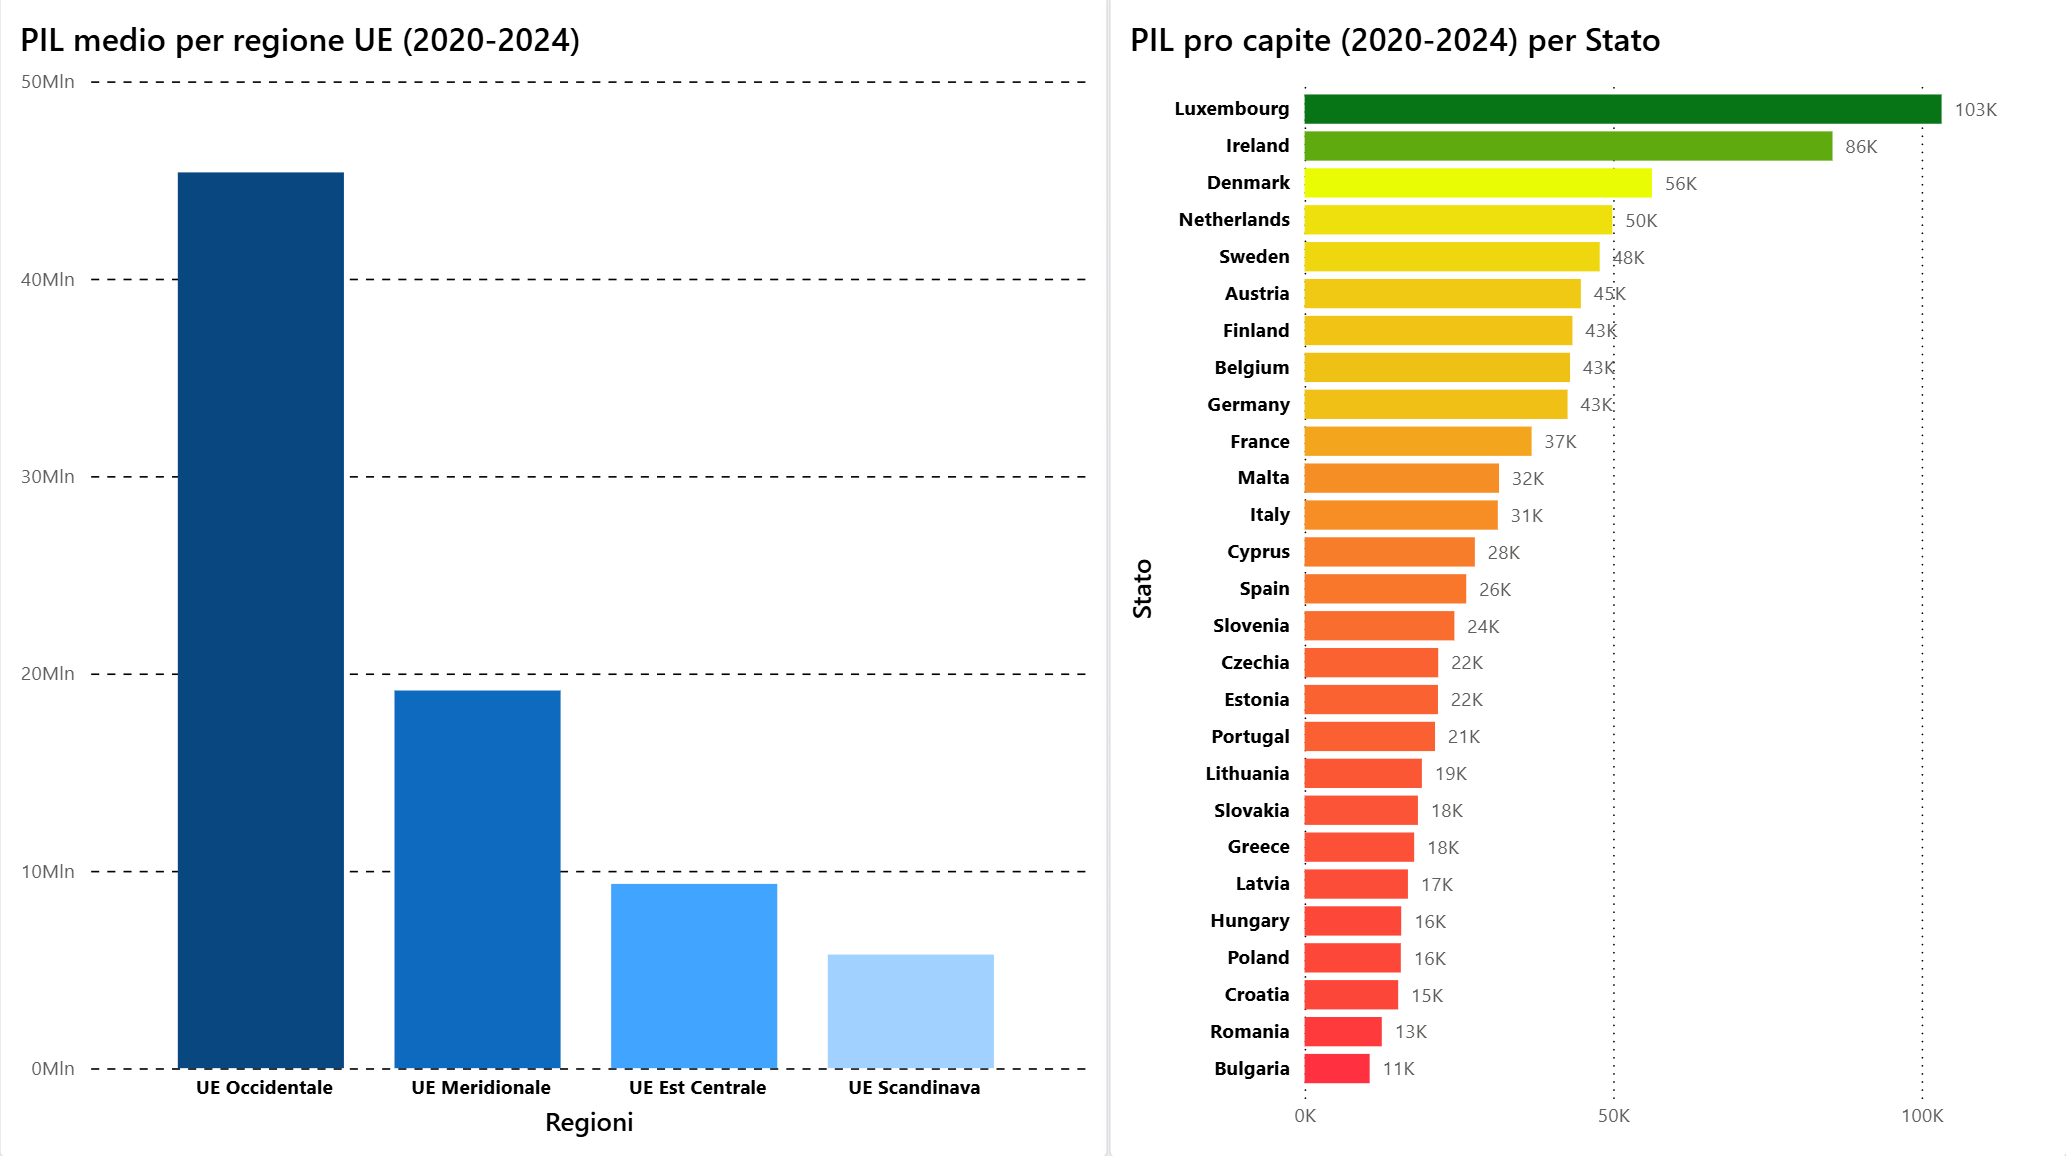 PIL medio per regione UE (2020-2024)
50Mln
40Mln
30Mln
20Mln
10Mln
0Mln
UE Occidentale
UE Meridionale
UE Est Centrale
UE Scandinava
Regioni
PIL pro capite (2020-2024) per Stato
Stato
Luxembourg 103K
Ireland 86K
Denmark 56K
Netherlands 50K
Sweden 48K
Austria 45K
Finland 43K
Belgium 43K
Germany 43K
France 37K
Malta 32K
Italy 31K
Cyprus 28K
Spain 26K
Slovenia 24K
Czechia 22K
Estonia 22K
Portugal 21K
Lithuania 19K
Slovakia 18K
Greece 18K
Latvia 17K
Hungary 16K
Poland 16K
Croatia 15K
Romania 13K
Bulgaria 11K
0K 50K 100K